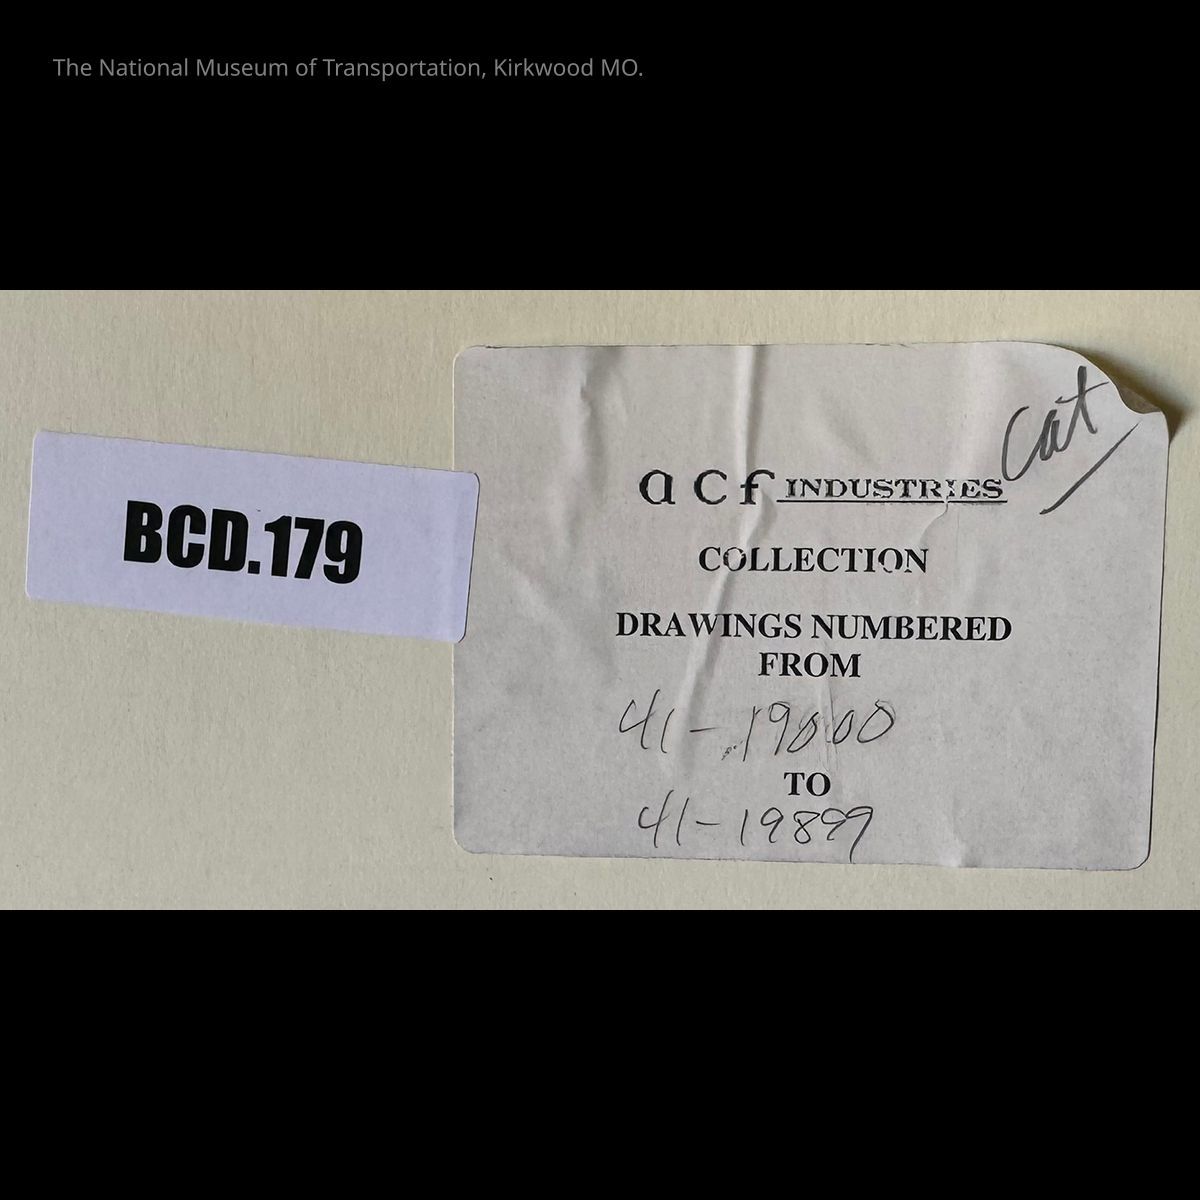 The National Museum of Transportation, Kirkwood MO.
BCD.179
cat
acf INDUSTRIES
COLLECTION
DRAWINGS NUMBERED
FROM
41-19000
TO
41-19899